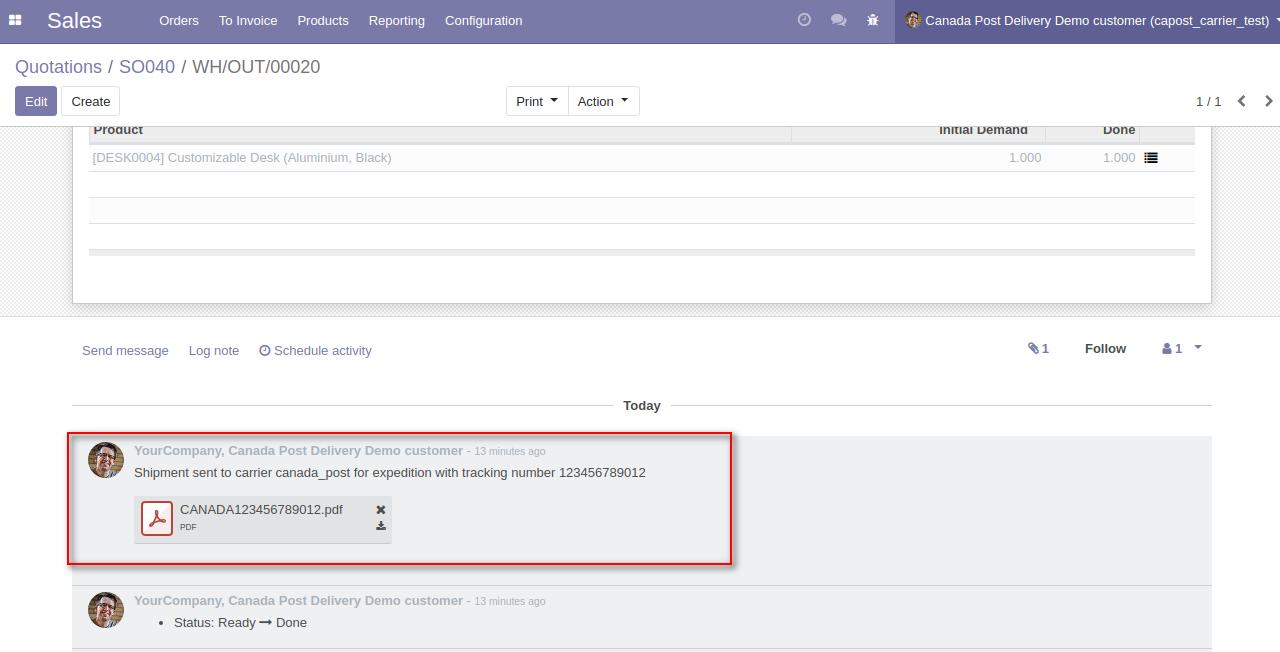 Sales Orders To Invoice Products Reporting Configuration Canada Post Delivery Demo customer (capost_carrier_test)
Quotations / SO040 / WH/OUT/00020
Edit Create Print Action 1 / 1
Product Initial Demand Done
[DESK0004] Customizable Desk (Aluminium, Black) 1.000 1.000
Send message Log note Schedule activity 1 Follow 1
Today
YourCompany, Canada Post Delivery Demo customer - 13 minutes ago
Shipment sent to carrier canada_post for expedition with tracking number 123456789012
CANADA123456789012.pdf
PDF
YourCompany, Canada Post Delivery Demo customer - 13 minutes ago
• Status: Ready → Done